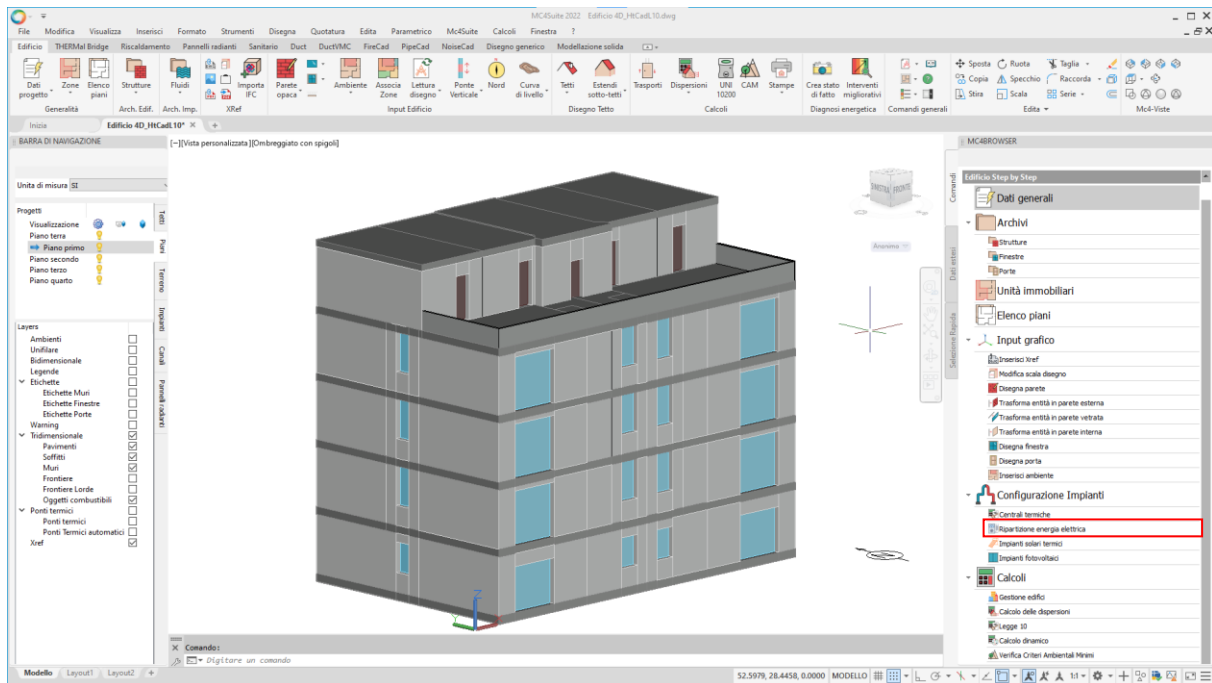 MC4Suite 2022 Edificio 4D_HtCadL10.dwg
File Modifica Visualizza Inserisci Formato Strumenti Disegna Quotatura Edita Parametrico Mc4Suite Calcoli Finestra ?
Edificio THERMal Bridge Riscaldamento Pannelli radianti Sanitario Duct DuctVMC FireCad PipeCad NoiseCad Disegno generico Modellazione solida
Dati progetto Zone Elenco piani Strutture Fluidi Importa IFC Parete opaca Ambiente Associa Zone Lettura disegno Ponte Verticale Nord Curva di livello Tetti Estendi sotto-tetti Trasporti Dispersioni UNI 10200 CAM Stampe Crea stato di fatto Interventi migliorativi
Sposta Ruota Taglia
Copia Specchio Raccorda
Stira Scala Serie
Generalità Arch. Edif. Arch. Imp. XRef Input Edificio Disegno Tetto Calcoli Diagnosi energetica Comandi generali Edita Mc4-Viste
Inizia Edificio 4D_HtCadL10*
BARRA DI NAVIGAZIONE
Unita di misura SI
Progetti
Visualizzazione
Piano terra
Piano primo
Piano secondo
Piano terzo
Piano quarto
Layers
Ambienti
Unifilare
Bidimensionale
Legende
Etichette
Etichette Muri
Etichette Finestre
Etichette Porte
Warning
Tridimensionale
Pavimenti
Soffitti
Muri
Frontiere
Frontiere Lorde
Oggetti combustibili
Ponti termici
Ponti termici
Ponti Termici automatici
Xref
Tetti
Piani
Terreno
Impianti
Canali
Pannelli radianti
[−][Vista personalizzata][Ombreggiato con spigoli]
SINISTRA FRONTE
Anonimo
Z
Y
Comando:
Digitare un comando
Comandi
Dati estesi
Selezione Rapida
MC4BROWSER
Edificio Step by Step
Dati generali
Archivi
Strutture
Finestre
Porte
Unità immobiliari
Elenco piani
Input grafico
Inserisci Xref
Modifica scala disegno
Disegna parete
Trasforma entità in parete esterna
Trasforma entità in parete vetrata
Trasforma entità in parete interna
Disegna finestra
Disegna porta
Inserisci ambiente
Configurazione Impianti
Centrali termiche
Ripartizione energia elettrica
Impianti solari termici
Impianti fotovoltaici
Calcoli
Gestione edifici
Calcolo delle dispersioni
Legge 10
Calcolo dinamico
Verifica Criteri Ambientali Minimi
Modello Layout1 Layout2 +
52.5979, 28.4458, 0.0000 MODELLO 1:1